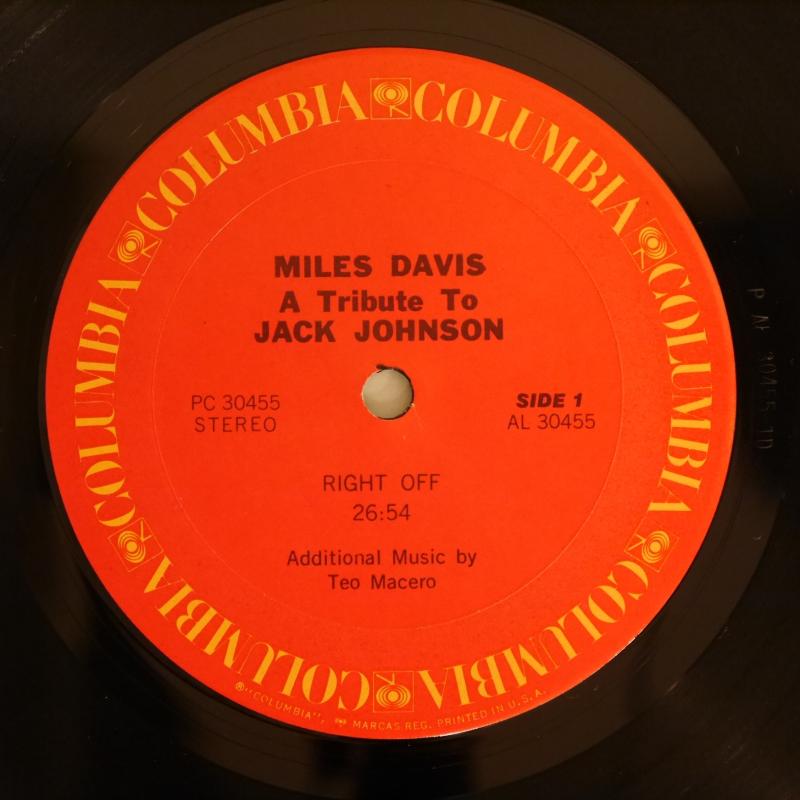 COLUMBIA COLUMBIA COLUMBIA COLUMBIA COLUMBIA COLUMBIA
MILES DAVIS
A Tribute To
JACK JOHNSON
PC 30455
STEREO
SIDE 1
AL 30455
RIGHT OFF
26:54
Additional Music by
Teo Macero
®"COLUMBIA", MARCAS REG. PRINTED IN U.S.A.